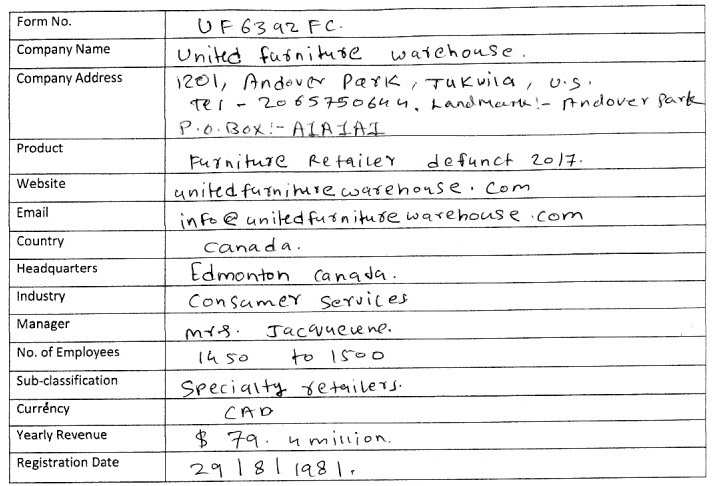 Form No. UF6392FC.
Company Name United furniture warehouse.
Company Address 1201, Andover Park, Tukvila, U.S.
Tel - 2065750644, Landmark:- Andover Park
P.O. Box:- A1A1A1
Product Furniture Retailer defunct 2017.
Website unitedfurniturewarehouse.com
Email info@unitedfurniturewarehouse.com
Country Canada.
Headquarters Edmonton Canada.
Industry Consumer Services
Manager Mrs. Jacquelene.
No. of Employees 1450 to 1500
Sub-classification Specialty retailers.
Currency CAD
Yearly Revenue $ 79.4 million.
Registration Date 29/8/1981.